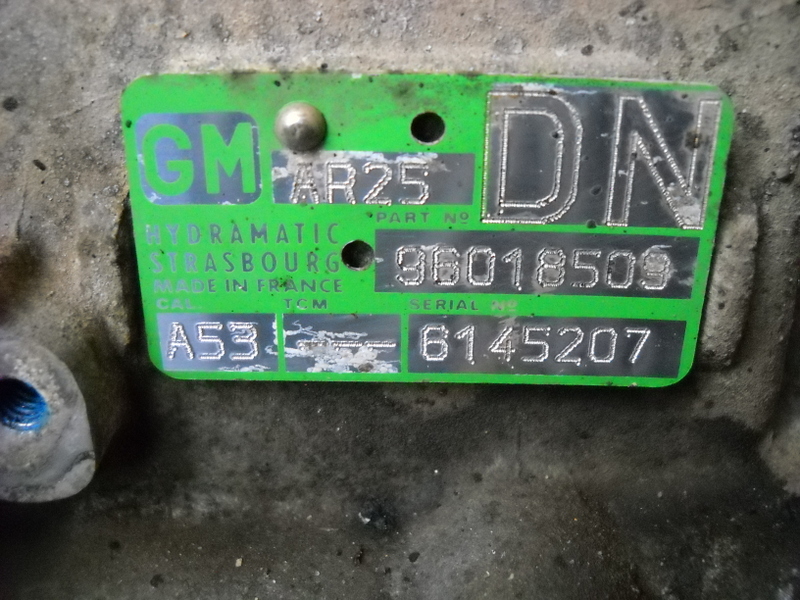 GM
AR25
DN
PART Nº
HYDRAMATIC
STRASBOURG
MADE IN FRANCE
96018509
CAL.
TCM
SERIAL Nº
A53
—
6145207